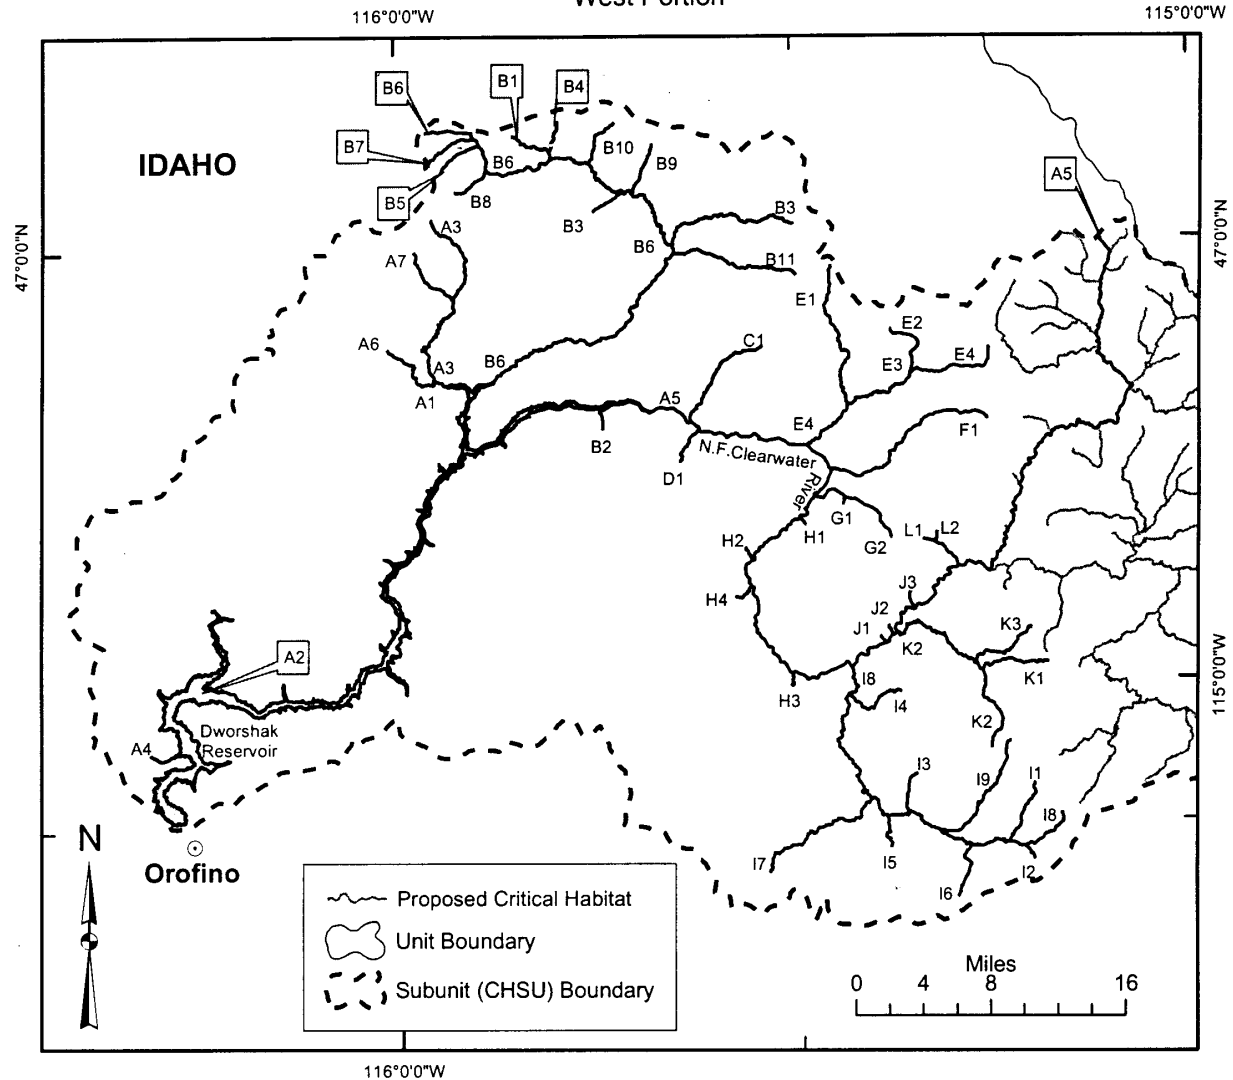 West Portion
116°0'0"W
115°0'0"W
B6
B1
B4
B7
B10
IDAHO
B6
B9
A5
B5
B8
B3
A3
B3
B6
47°0'0"N
47°0'0"N
A7
B11
E1
E2
A6
C1
A3
B6
E3
E4
A1
A5
E4
F1
B2
N.F.Clearwater
River
D1
G1
L1
L2
H1
G2
H2
J3
H4
J2
J1
K3
K2
A2
I8
K1
115°0'0"W
H3
I4
K2
Dworshak
Reservoir
A4
I3
I9
I1
I8
N
Orofino
I7
I5
I2
I6
Proposed Critical Habitat
Unit Boundary
Subunit (CHSU) Boundary
Miles
0 4 8 16
116°0'0"W